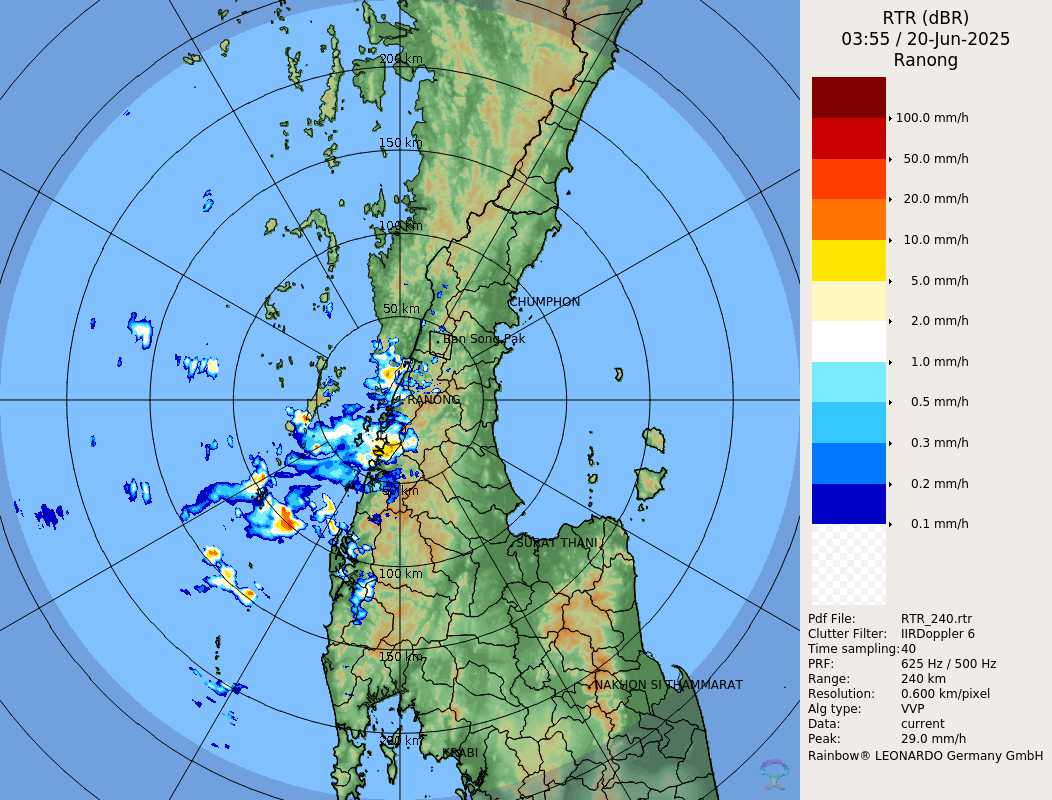 RTR (dBR)
03:55 / 20-Jun-2025
Ranong
100.0 mm/h
50.0 mm/h
20.0 mm/h
10.0 mm/h
5.0 mm/h
2.0 mm/h
1.0 mm/h
0.5 mm/h
0.3 mm/h
0.2 mm/h
0.1 mm/h
Pdf File: RTR_240.rtr
Clutter Filter: IIRDoppler 6
Time sampling:40
PRF: 625 Hz / 500 Hz
Range: 240 km
Resolution: 0.600 km/pixel
Alg type: VVP
Data: current
Peak: 29.0 mm/h
Rainbow® LEONARDO Germany GmbH
200 km
150 km
100 km
50 km
CHUMPHON
Ban Song Pak
RANONG
50 km
SURAT THANI
100 km
150 km
NAKHON SI THAMMARAT
200 km
KRABI